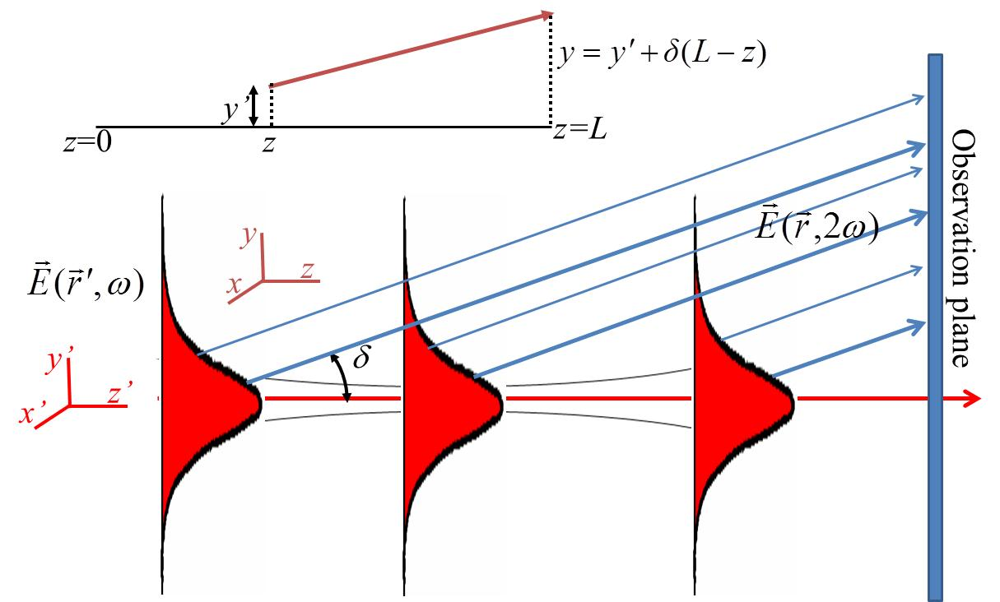 y = y′ + δ(L − z)
y’
z=0
z
z=L
E⃗(r⃗ ′, ω)
y
x
z
E⃗(r⃗, 2ω)
Observation plane
δ
y’
x’
z’